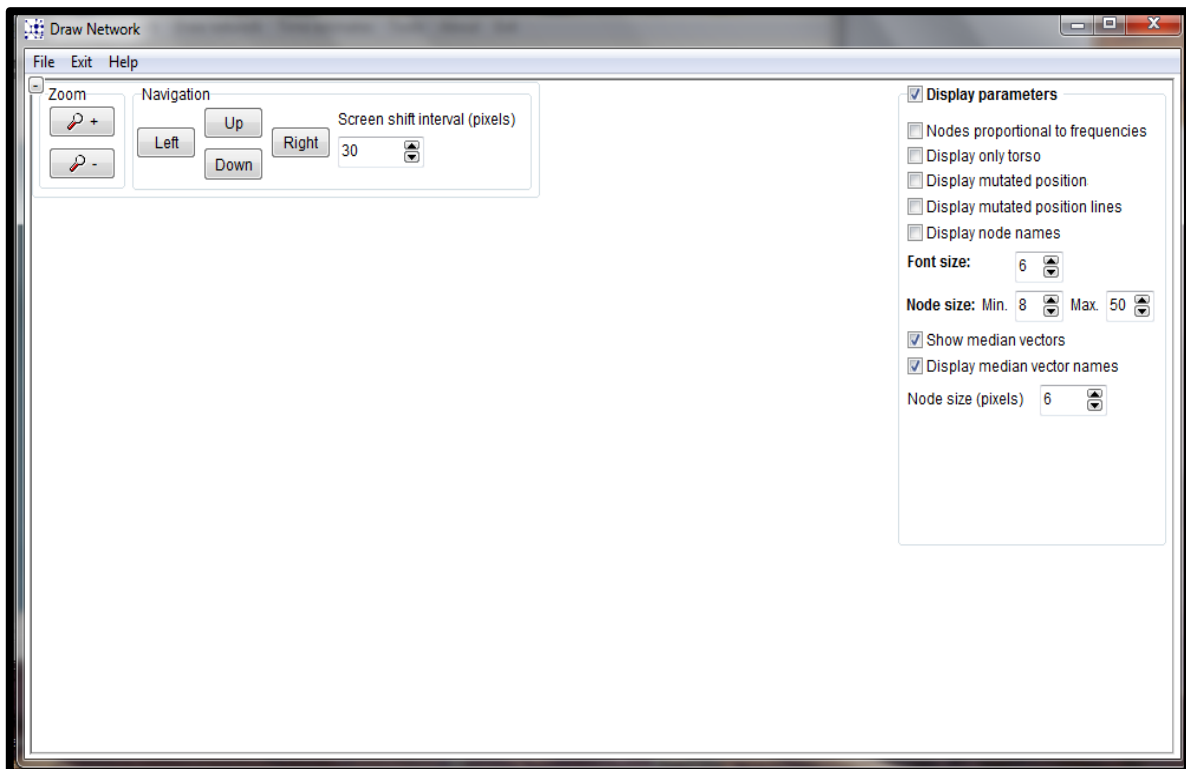 Draw Network
File Exit Help
-
Zoom
+
-
Navigation
Left
Up
Down
Right
Screen shift interval (pixels)
30
Display parameters
Nodes proportional to frequencies
Display only torso
Display mutated position
Display mutated position lines
Display node names
Font size: 6
Node size: Min. 8 Max. 50
Show median vectors
Display median vector names
Node size (pixels) 6